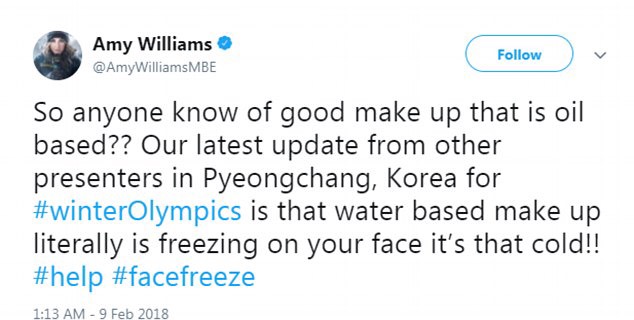 Amy Williams
@AmyWilliamsMBE
Follow
So anyone know of good make up that is oil
based?? Our latest update from other
presenters in Pyeongchang, Korea for
#winterOlympics is that water based make up
literally is freezing on your face it’s that cold!!
#help #facefreeze
1:13 AM - 9 Feb 2018